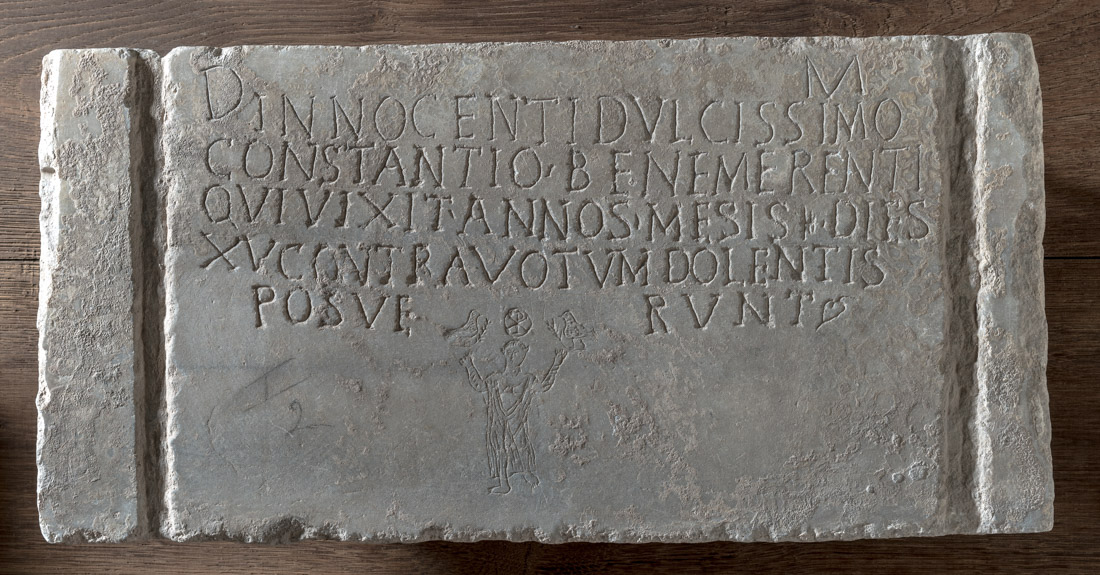 D M
INNOCENTI DVLCISSIMO
CONSTANTIO · BENEMERENTI
QVI VIXIT · ANNOS · MESIS · DIES
XV CONTRA VOTVM DOLENTIS
POSVE RVNT